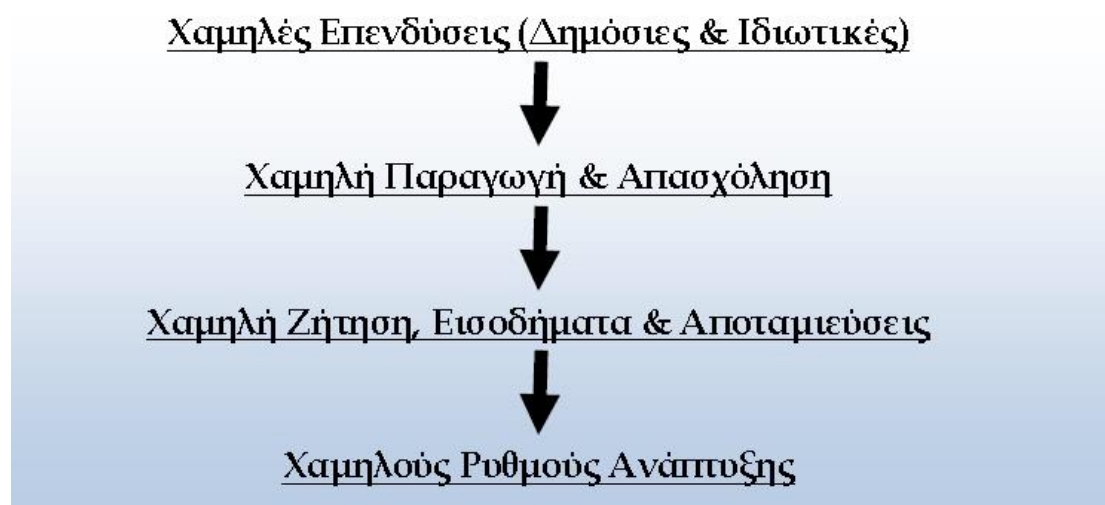 Χαμηλές Επενδύσεις (Δημόσιες & Ιδιωτικές)
Χαμηλή Παραγωγή & Απασχόληση
Χαμηλή Ζήτηση, Εισοδήματα & Αποταμιεύσεις
Χαμηλούς Ρυθμούς Ανάπτυξης